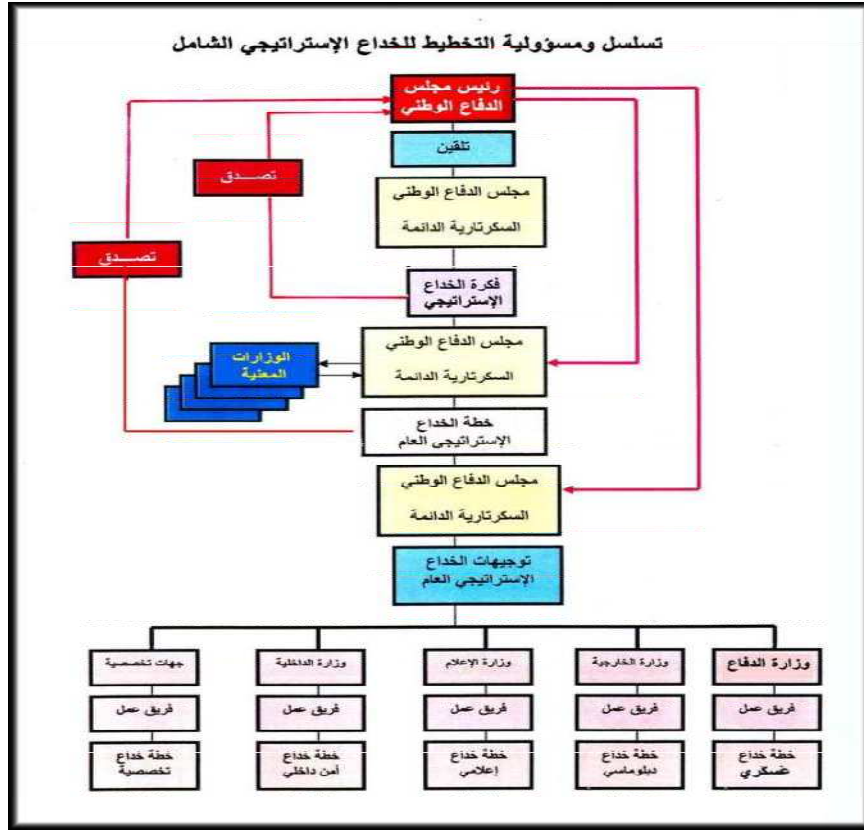 تسلسل ومسؤولية التخطيط للخداع الإستراتيجي الشامل
رئيس مجلس
الدفاع الوطني
تلقين
تصــدق
مجلس الدفاع الوطني
السكرتارية الدائمة
تصــدق
فكرة الخداع
الإستراتيجي
الوزارات
المعنية
مجلس الدفاع الوطني
السكرتارية الدائمة
خطة الخداع
الإستراتيجى العام
مجلس الدفاع الوطني
السكرتارية الدائمة
توجيهات الخداع
الإستراتيجي العام
وزارة الدفاع
وزارة الخارجية
وزارة الإعلام
وزارة الداخلية
جهات تخصصية
فريق عمل
فريق عمل
فريق عمل
فريق عمل
فريق عمل
خطة خداع
عسكري
خطة خداع
دبلوماسي
خطة خداع
إعلامي
خطة خداع
أمن داخلي
خطة خداع
تخصصية